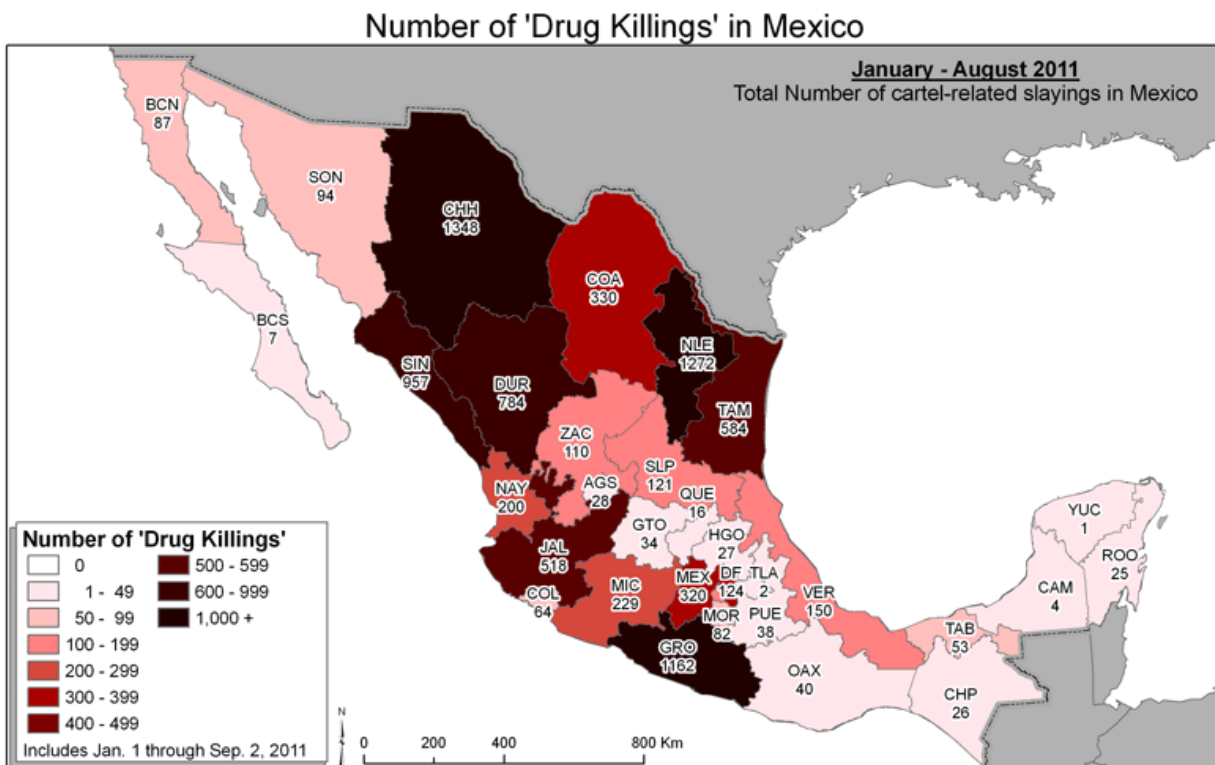 Number of 'Drug Killings' in Mexico
January - August 2011
Total Number of cartel-related slayings in Mexico
BCN
87
SON
94
CHH
1348
COA
330
BCS
7
NLE
1272
SIN
957
DUR
784
TAM
584
ZAC
110
SLP
121
NAY
200
AGS
28
QUE
16
GTO
34
HGO
27
JAL
518
COL
64
MIC
229
MEX
320
DF
124
TLA
2
VER
150
MOR
82
PUE
38
GRO
1162
OAX
40
TAB
53
CHP
26
YUC
1
ROO
25
CAM
4
Number of 'Drug Killings'
0
1 - 49
50 - 99
100 - 199
200 - 299
300 - 399
400 - 499
500 - 599
600 - 999
1,000 +
Includes Jan. 1 through Sep. 2, 2011
N
S
0 200 400 800 Km